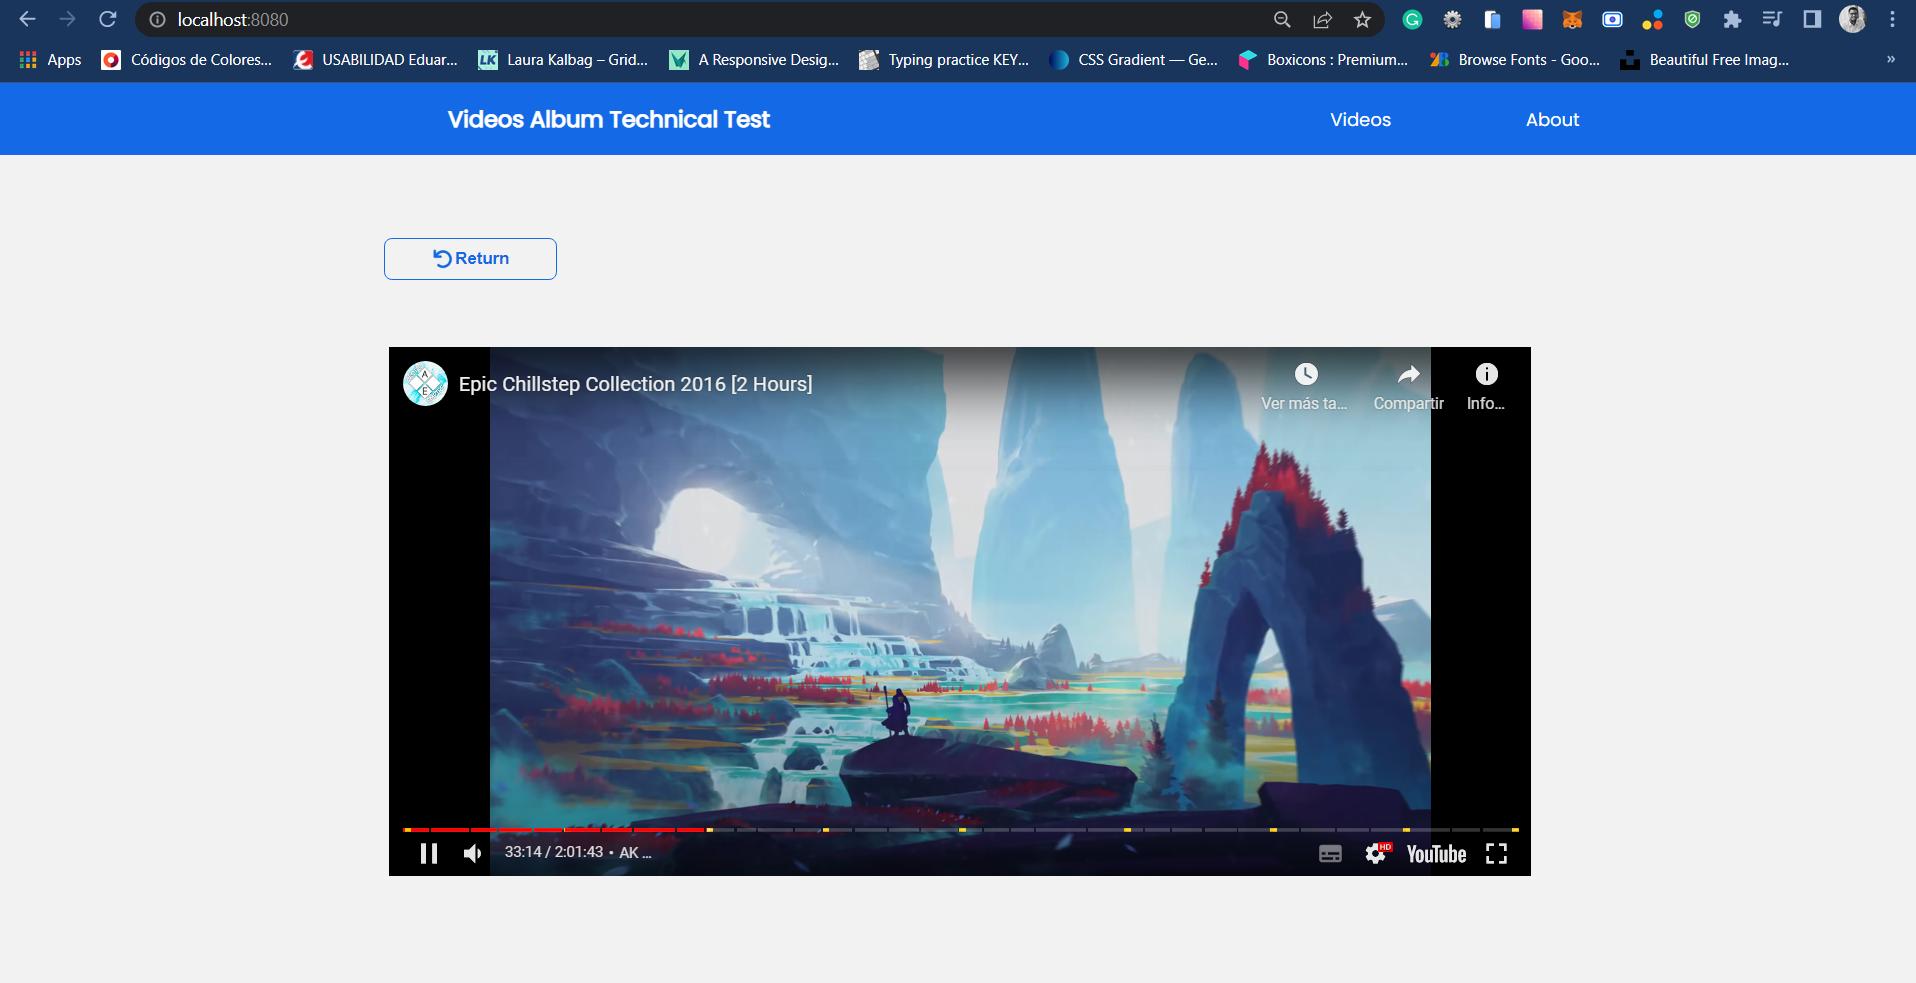 localhost:8080
Apps
Códigos de Colores...
USABILIDAD Eduar...
LK
Laura Kalbag – Grid...
A Responsive Desig...
Typing practice KEY...
CSS Gradient — Ge...
Boxicons : Premium...
Browse Fonts - Goo...
Beautiful Free Imag...
»
Videos Album Technical Test
Videos
About
Return
A
E
Epic Chillstep Collection 2016 [2 Hours]
Ver más ta...
Compartir
Info...
33:14 / 2:01:43 • AK ...
HD
YouTube